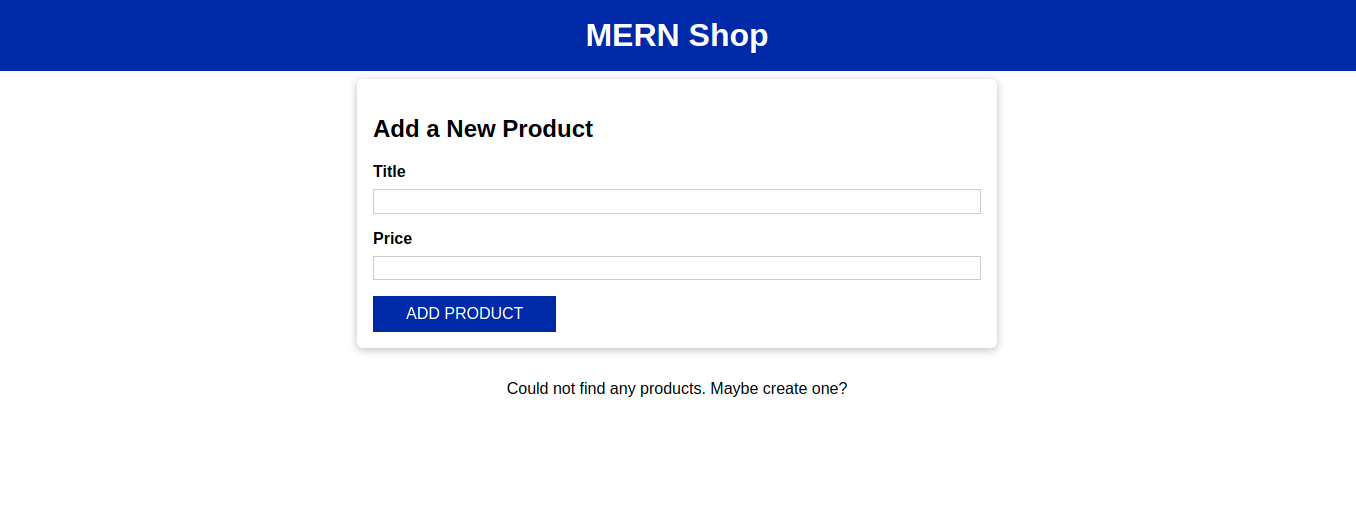 MERN Shop
Add a New Product
Title
Price
ADD PRODUCT
Could not find any products. Maybe create one?